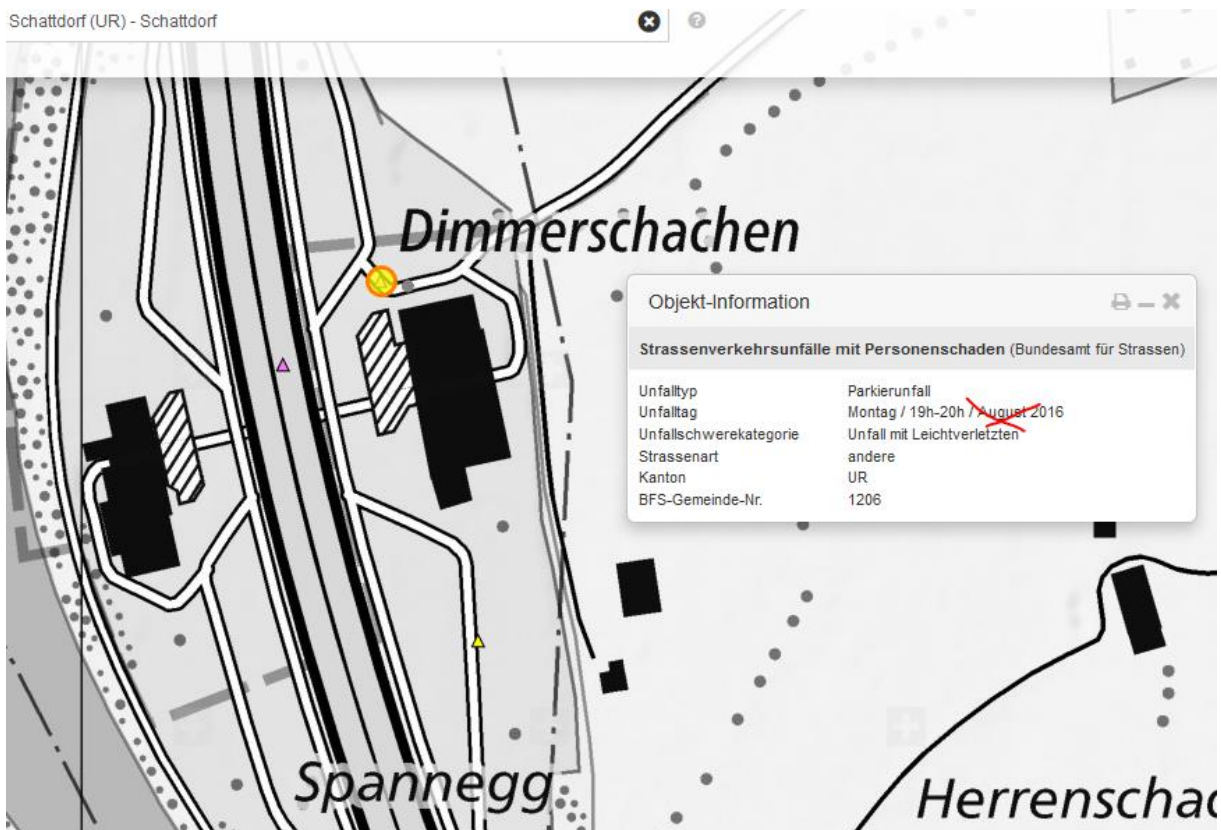 Schattdorf (UR) - Schattdorf
Dimmerschachen
Objekt-Information
Strassenverkehrsunfälle mit Personenschaden (Bundesamt für Strassen)
Unfalltyp Parkierunfall
Unfalltag Montag / 19h-20h / August 2016
Unfallschwerekategorie Unfall mit Leichtverletzten
Strassenart andere
Kanton UR
BFS-Gemeinde-Nr. 1206
Spannegg
Herrenschac